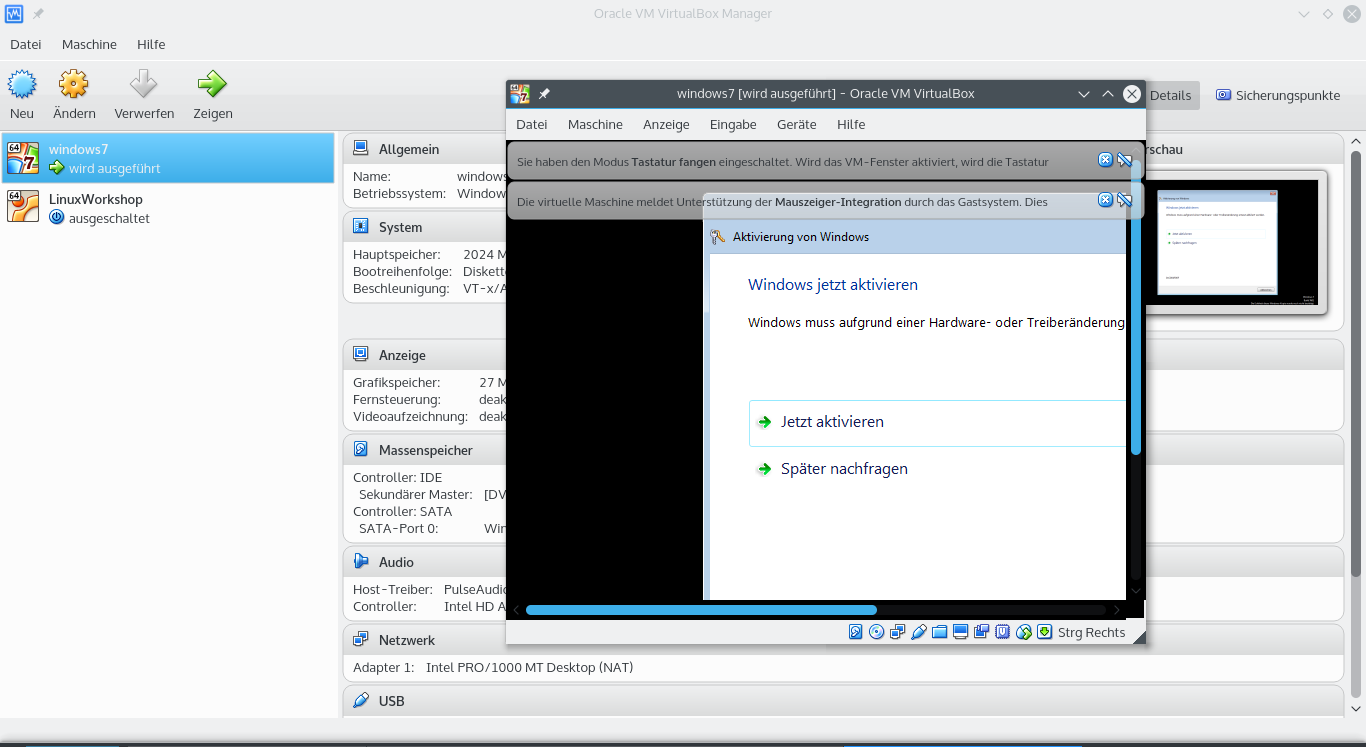 Oracle VM VirtualBox Manager
Datei Maschine Hilfe
Neu Ändern Verwerfen Zeigen
Details Sicherungspunkte
64
windows7
wird ausgeführt
64
LinuxWorkshop
ausgeschaltet
Allgemein
Name: windows
Betriebssystem: Window
System
Hauptspeicher: 2024 M
Bootreihenfolge: Diskett
Beschleunigung: VT-x/A
Anzeige
Grafikspeicher: 27 M
Fernsteuerung: deak
Videoaufzeichnung: deak
Massenspeicher
Controller: IDE
Sekundärer Master: [DV
Controller: SATA
SATA-Port 0: Win
Audio
Host-Treiber: PulseAudi
Controller: Intel HD A
Netzwerk
Adapter 1: Intel PRO/1000 MT Desktop (NAT)
USB
rschau
windows7 [wird ausgeführt] - Oracle VM VirtualBox
Datei Maschine Anzeige Eingabe Geräte Hilfe
Sie haben den Modus Tastatur fangen eingeschaltet. Wird das VM-Fenster aktiviert, wird die Tastatur
Die virtuelle Maschine meldet Unterstützung der Mauszeiger-Integration durch das Gastsystem. Dies
Aktivierung von Windows
Windows jetzt aktivieren
Windows muss aufgrund einer Hardware- oder Treiberänderung
Jetzt aktivieren
Später nachfragen
Strg Rechts